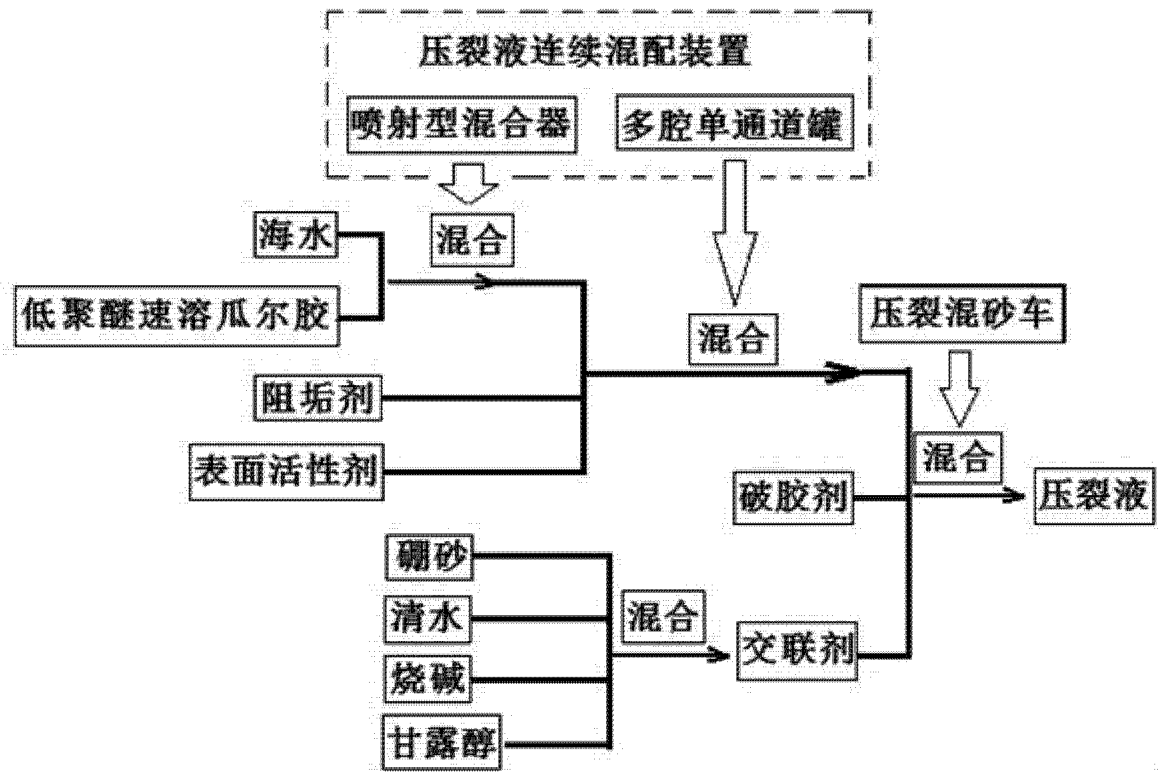 压裂液连续混配装置
喷射型混合器
多腔单通道罐
海水
混合
低聚醚速溶瓜尔胶
混合
压裂混砂车
阻垢剂
表面活性剂
混合
破胶剂
压裂液
硼砂
清水
混合
烧碱
交联剂
甘露醇